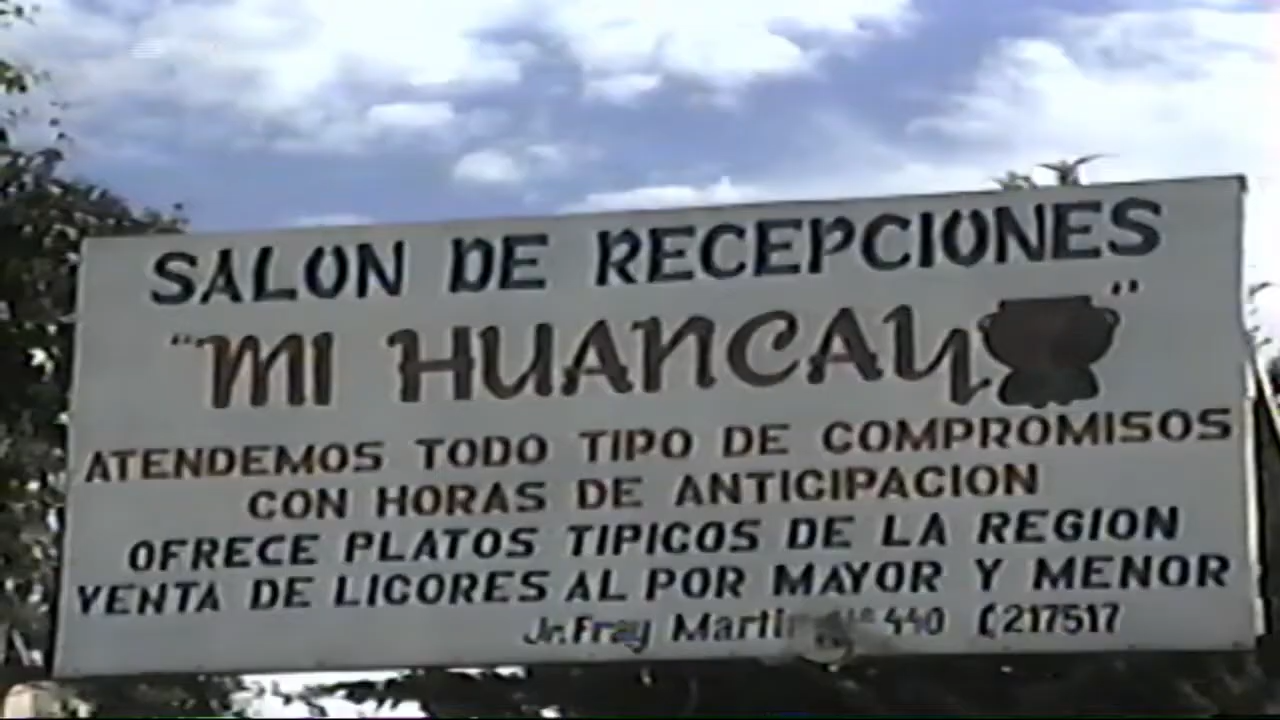 SALON DE RECEPCIONES
"MI HUANCAYO"
ATENDEMOS TODO TIPO DE COMPROMISOS
CON HORAS DE ANTICIPACION
OFRECE PLATOS TIPICOS DE LA REGION
VENTA DE LICORES AL POR MAYOR Y MENOR
Jr. Fray Martin Nº 440 217517